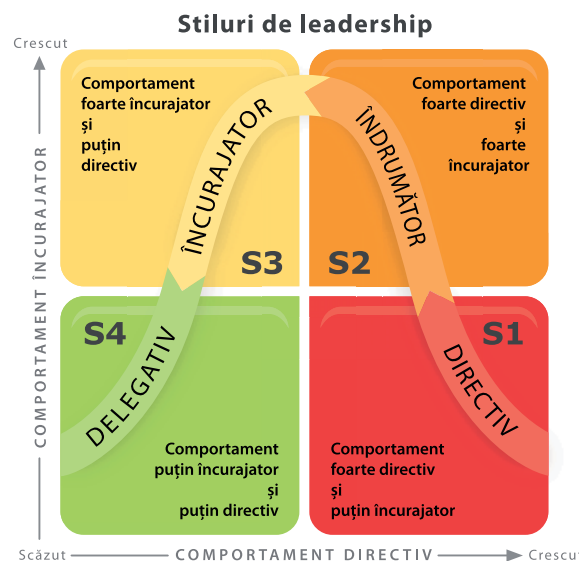 Stiluri de leadership
Crescut
COMPORTAMENT ÎNCURAJATOR
Comportament
foarte încurajator
și
puțin
directiv
ÎNCURAJATOR
S3
Comportament
foarte directiv
și
foarte
încurajator
ÎNDRUMĂTOR
S2
S4
DELEGATIV
Comportament
puțin încurajator
și
puțin directiv
S1
DIRECTIV
Comportament
foarte directiv
și
puțin încurajator
Scăzut
COMPORTAMENT DIRECTIV
Crescut